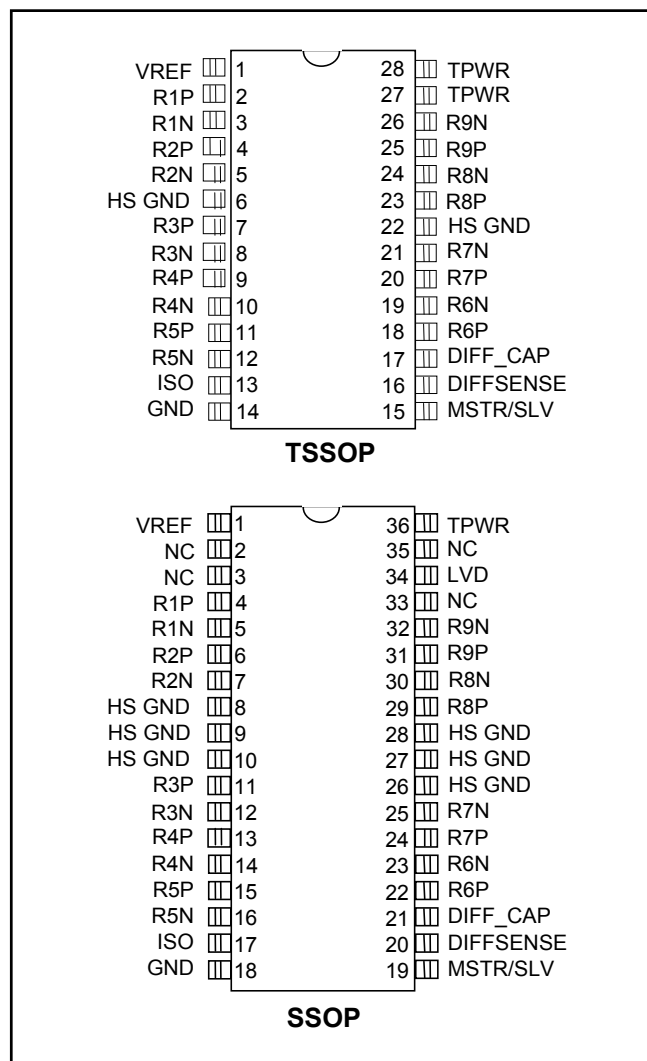 VREF 1 28 TPWR
R1P 2 27 TPWR
R1N 3 26 R9N
R2P 4 25 R9P
R2N 5 24 R8N
HS GND 6 23 R8P
R3P 7 22 HS GND
R3N 8 21 R7N
R4P 9 20 R7P
R4N 10 19 R6N
R5P 11 18 R6P
R5N 12 17 DIFF_CAP
ISO 13 16 DIFFSENSE
GND 14 15 MSTR/SLV
TSSOP
VREF 1 36 TPWR
NC 2 35 NC
NC 3 34 LVD
R1P 4 33 NC
R1N 5 32 R9N
R2P 6 31 R9P
R2N 7 30 R8N
HS GND 8 29 R8P
HS GND 9 28 HS GND
HS GND 10 27 HS GND
R3P 11 26 HS GND
R3N 12 25 R7N
R4P 13 24 R7P
R4N 14 23 R6N
R5P 15 22 R6P
R5N 16 21 DIFF_CAP
ISO 17 20 DIFFSENSE
GND 18 19 MSTR/SLV
SSOP